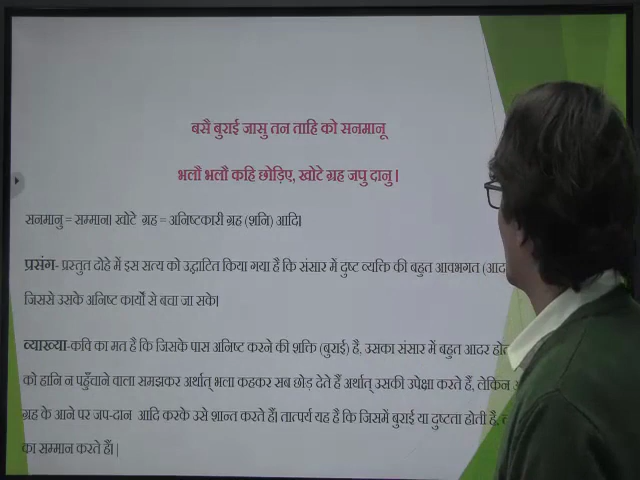 बसै बुराई जासु तन ताहि को सनमानू
भलौ भलौ कहि छोड़िए, खोटे ग्रह जपु दानु ।
सनमानु = सम्मान। खोटे ग्रह = अनिष्टकारी ग्रह (शनि) आदि।
प्रसंग- प्रस्तुत दोहे में इस सत्य को उद्घाटित किया गया है कि संसार में दुष्ट व्यक्ति की बहुत आवभगत
जिससे उसके अनिष्ट कार्यों से बचा जा सके।
व्याख्या-कवि का मत है कि जिसके पास अनिष्ट करने की शक्ति (बुराई) है, उसका संसार में बहुत आदर
को हानि न पहुँचाने वाला समझकर अर्थात् भला कहकर सब छोड़ देते हैं अर्थात् उसकी उपेक्षा करते हैं, लेकिन
ग्रह के आने पर जप-दान आदि करके उसे शान्त करते हैं। तात्पर्य यह है कि जिसमें बुराई या दुष्टता होती है,
का सम्मान करते हैं।